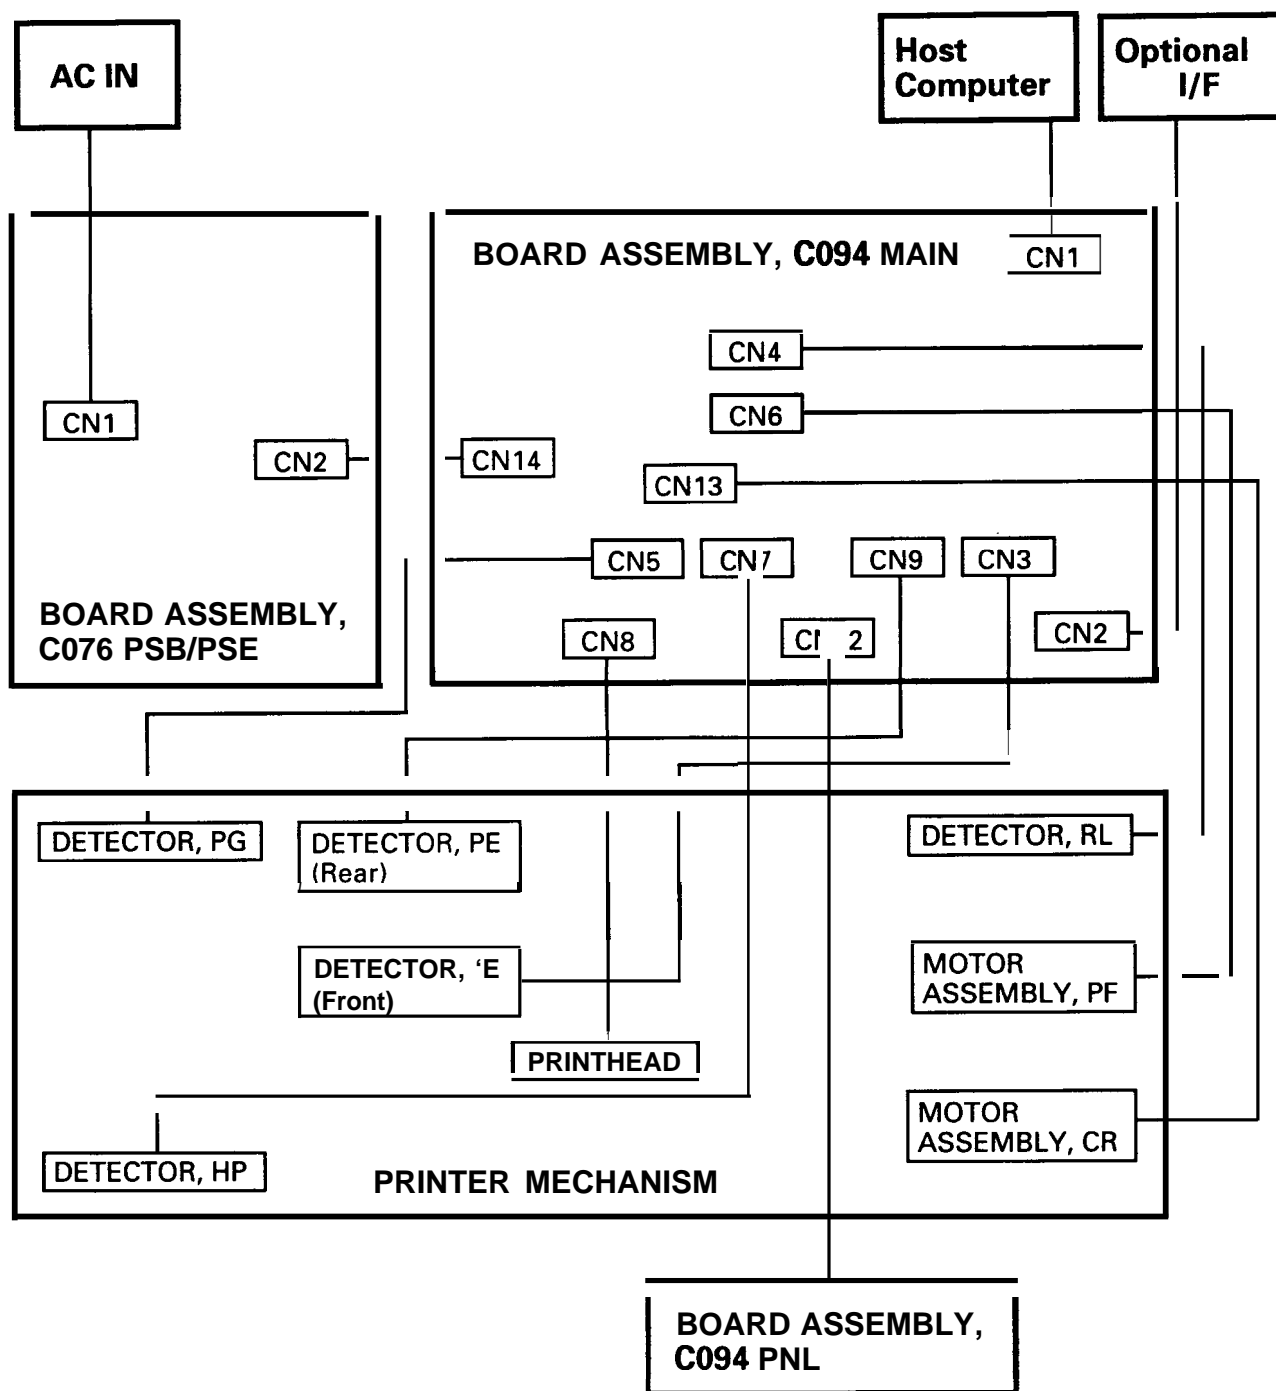 AC IN
Host
Computer
Optional
I/F
BOARD ASSEMBLY, C094 MAIN
CN1
CN4
CN1
CN6
CN2
CN14
CN13
CN5
CN7
CN9
CN3
BOARD ASSEMBLY,
C076 PSB/PSE
CN8
CN2
DETECTOR, PG
DETECTOR, PE
(Rear)
DETECTOR, RL
DETECTOR, ‘E
(Front)
MOTOR
ASSEMBLY, PF
PRINTHEAD
MOTOR
ASSEMBLY, CR
DETECTOR, HP
PRINTER MECHANISM
BOARD ASSEMBLY,
C094 PNL